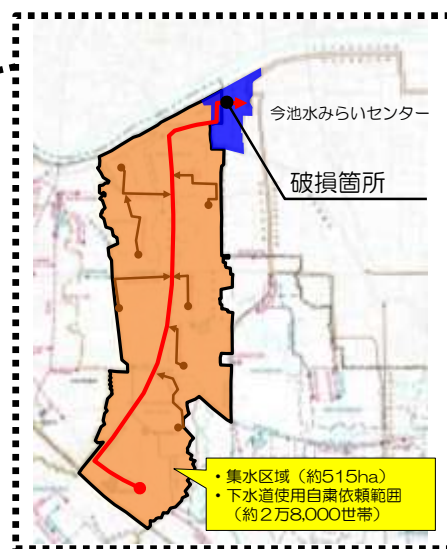 今池水みらいセンター
破損箇所
・集水区域（約515ha）
・下水道使用自粛依頼範囲
（約２万8,000世帯）